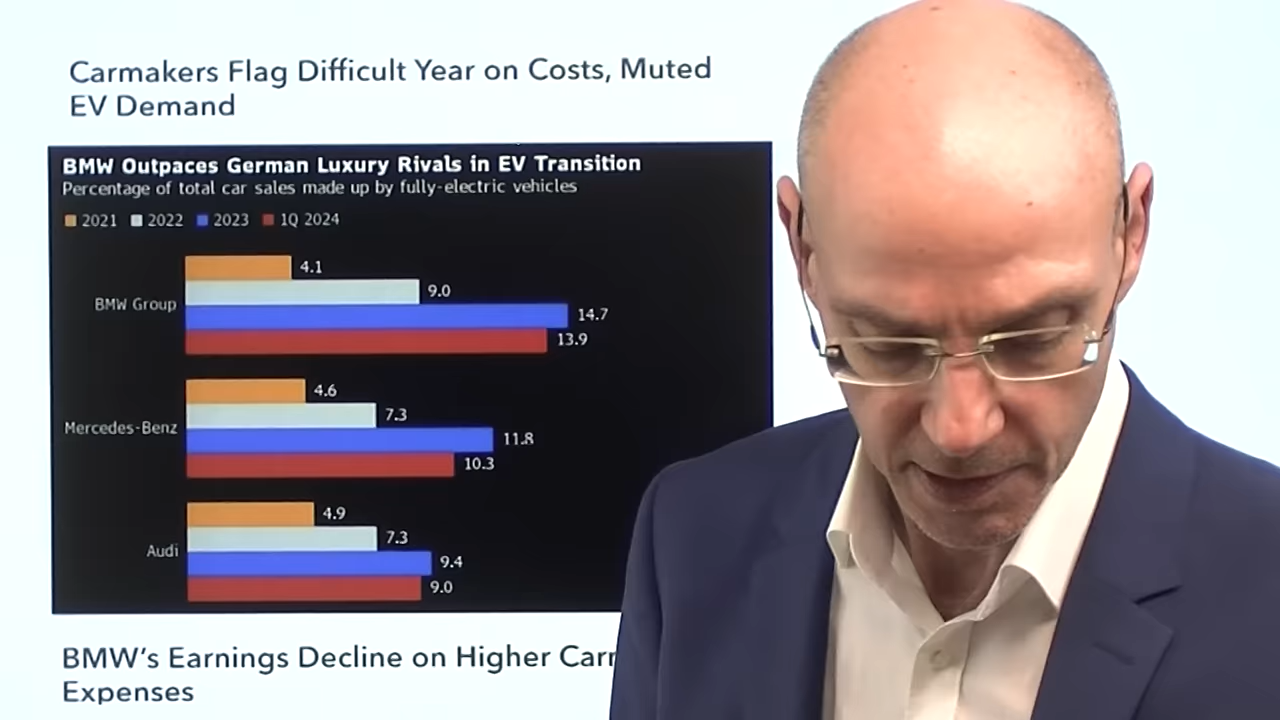 Carmakers Flag Difficult Year on Costs, Muted
EV Demand
BMW Outpaces German Luxury Rivals in EV Transition
Percentage of total car sales made up by fully-electric vehicles
2021 2022 2023 1Q 2024
BMW Group
4.1
9.0
14.7
13.9
Mercedes-Benz
4.6
7.3
11.8
10.3
Audi
4.9
7.3
9.4
9.0
BMW’s Earnings Decline on Higher
Expenses